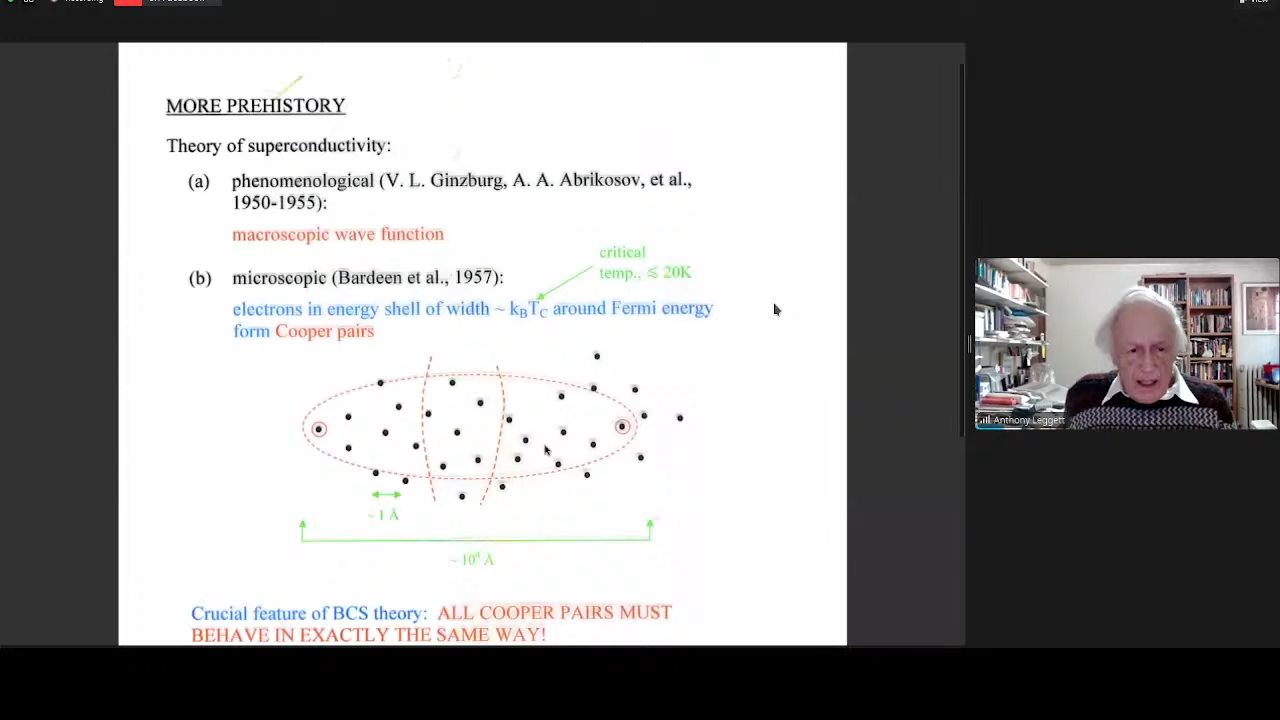 MORE PREHISTORY
Theory of superconductivity:
(a) phenomenological (V. L. Ginzburg, A. A. Abrikosov, et al.,
1950-1955):
macroscopic wave function
critical
temp., ⩽ 20K
(b) microscopic (Bardeen et al., 1957):
electrons in energy shell of width ~ k_BT_C around Fermi energy
form Cooper pairs
~ 1 Å
Crucial feature of BCS theory: ALL COOPER PAIRS MUST
BEHAVE IN EXACTLY THE SAME WAY!
Anthony Leggett